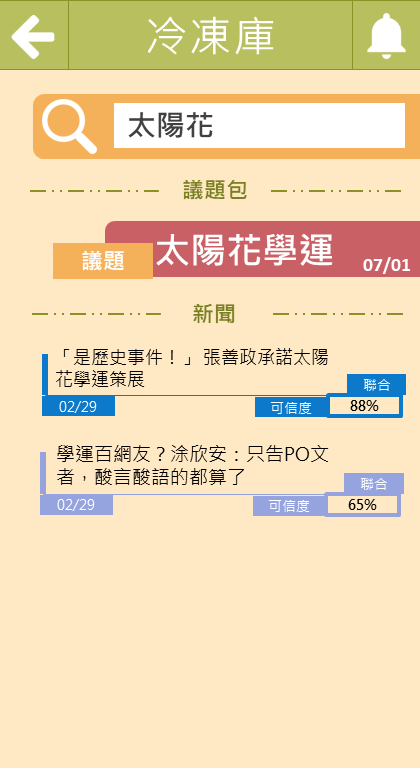 冷凍庫
太陽花
議題包
議題
太陽花學運
07/01
新聞
「是歷史事件！」張善政承諾太陽
花學運策展
聯合
02/29
可信度
88%
學運百網友？涂欣安：只告PO文
者，酸言酸語的都算了
聯合
02/29
可信度
65%